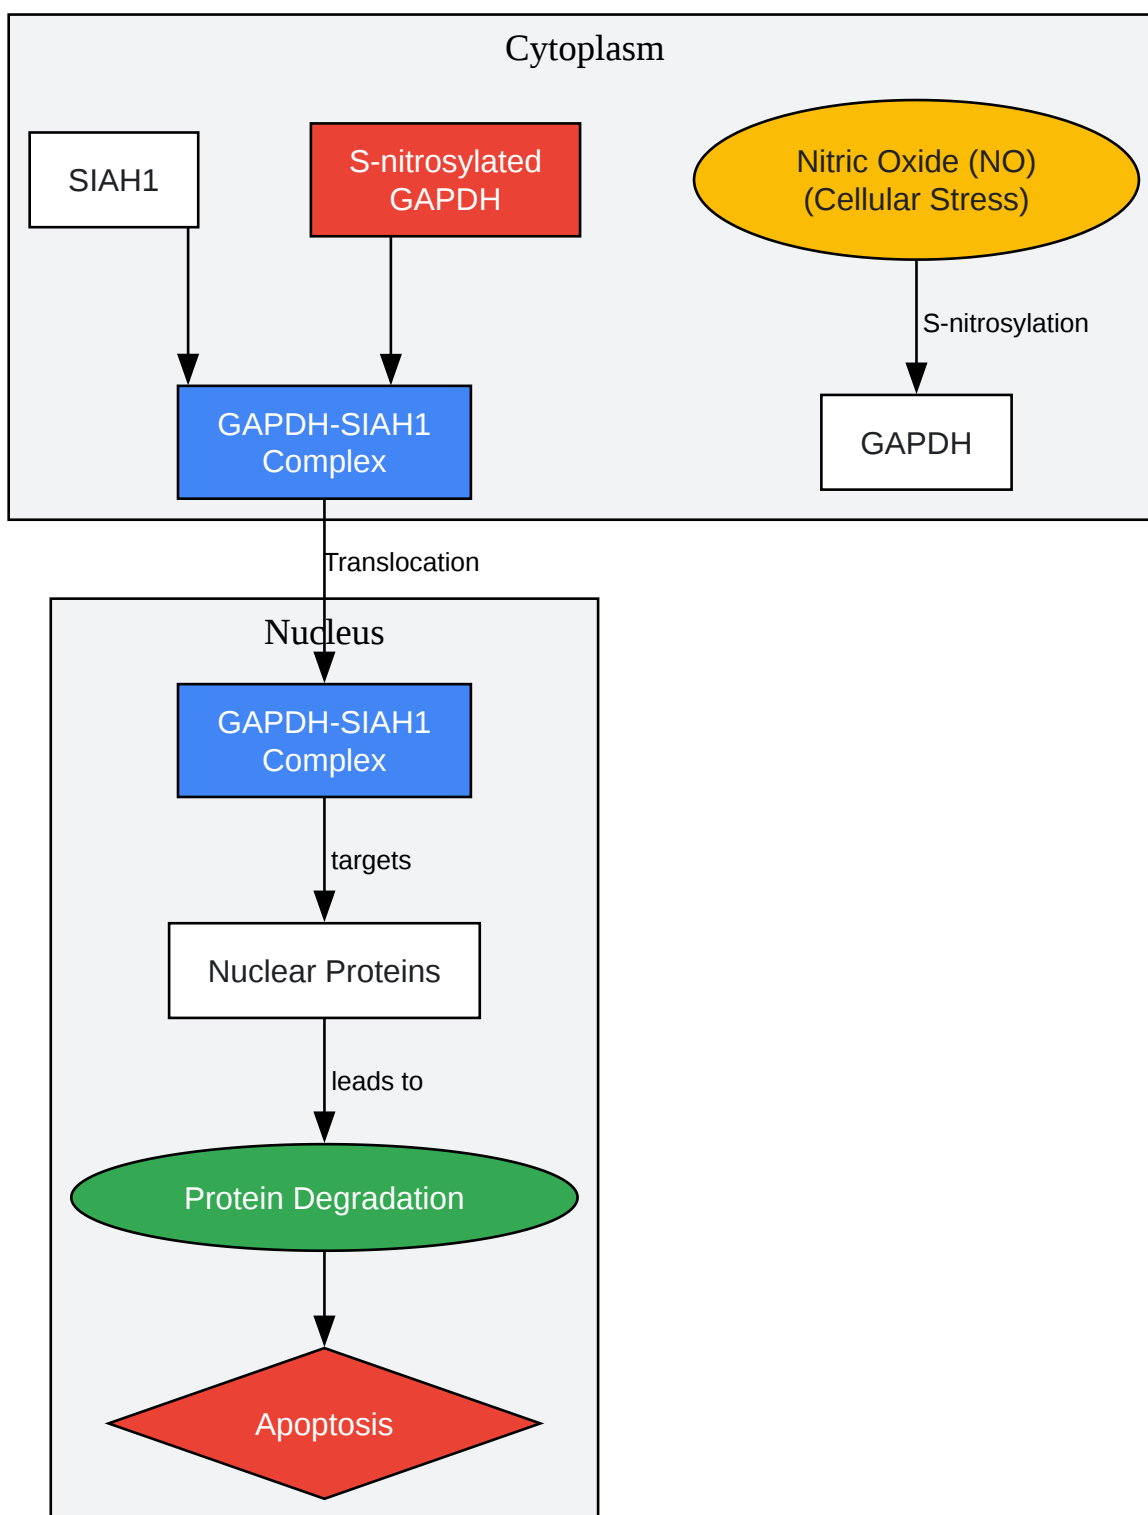 Cytoplasm
SIAH1
S-nitrosylated
GAPDH
Nitric Oxide (NO)
(Cellular Stress)
S-nitrosylation
GAPDH-SIAH1
Complex
GAPDH
Translocation
Nucleus
GAPDH-SIAH1
Complex
targets
Nuclear Proteins
leads to
Protein Degradation
Apoptosis